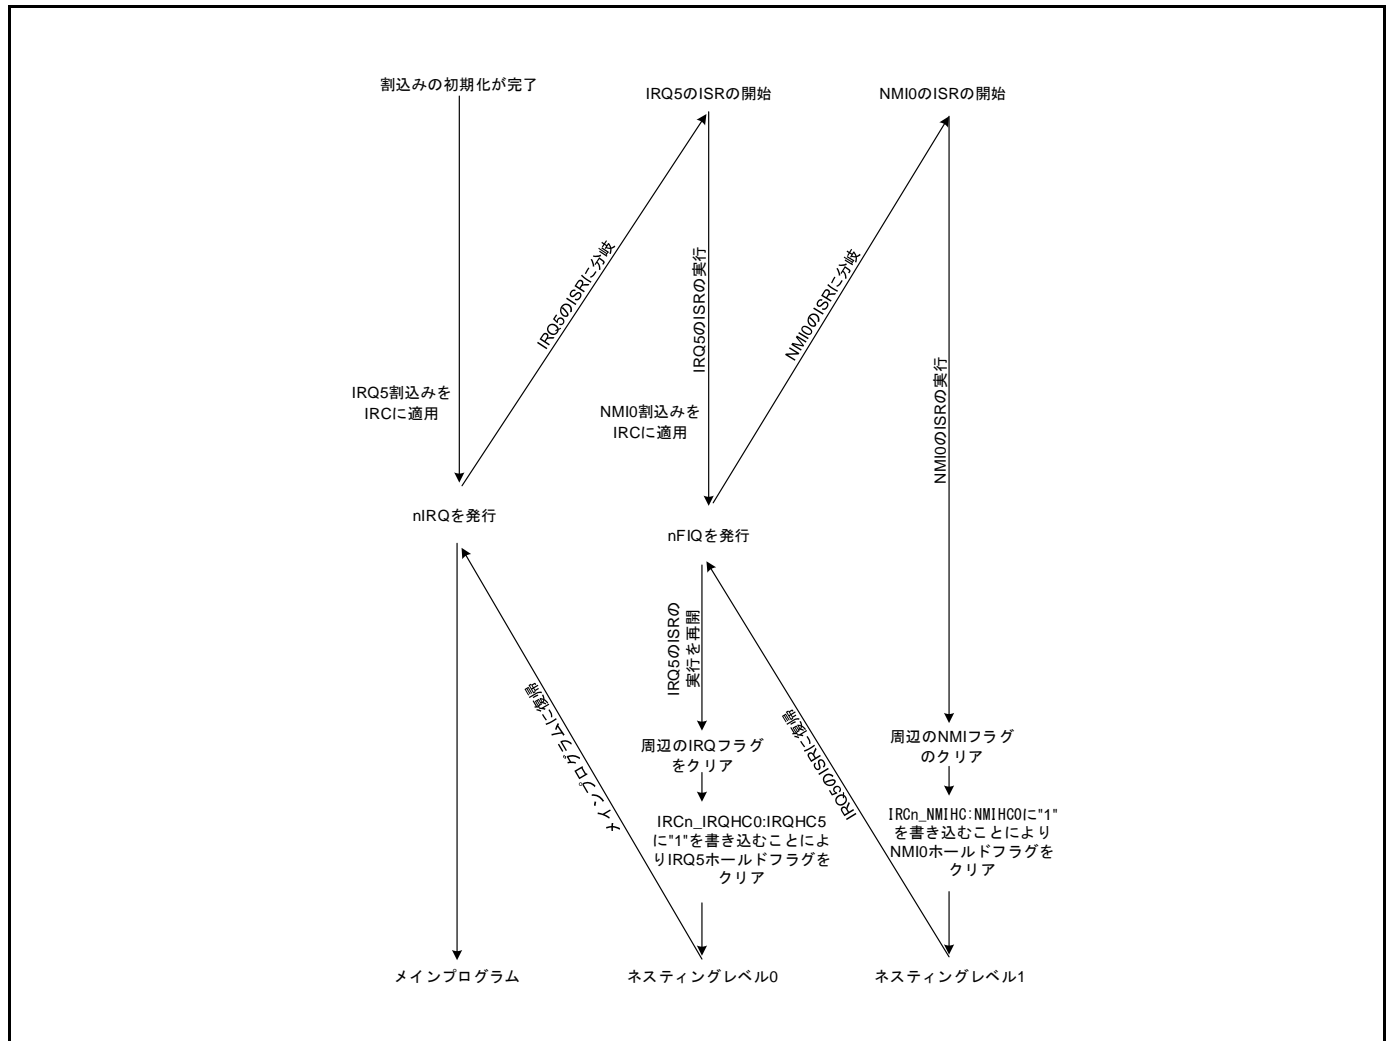 割込みの初期化が完了
IRQ5のISRの開始
NMI0のISRの開始
IRQ5のISRに分岐
IRQ5のISRの実行
NMI0のISRに分岐
NMI0のISRの実行
IRQ5割込みを
IRCに適用
NMI0割込みを
IRCに適用
nIRQを発行
nFIQを発行
IRQ5のISRの
実行を再開
メインプログラムに復帰
IRQ5のISRに復帰
周辺のIRQフラグ
をクリア
周辺のNMIフラグ
のクリア
IRCn_IRQHC0:IRQHC5
に"1"を書き込むことによ
りIRQ5ホールドフラグを
クリア
IRCn_NMIHC:NMIHC0に"1"
を書き込むことにより
NMI0ホールドフラグを
クリア
メインプログラム
ネスティングレベル0
ネスティングレベル1